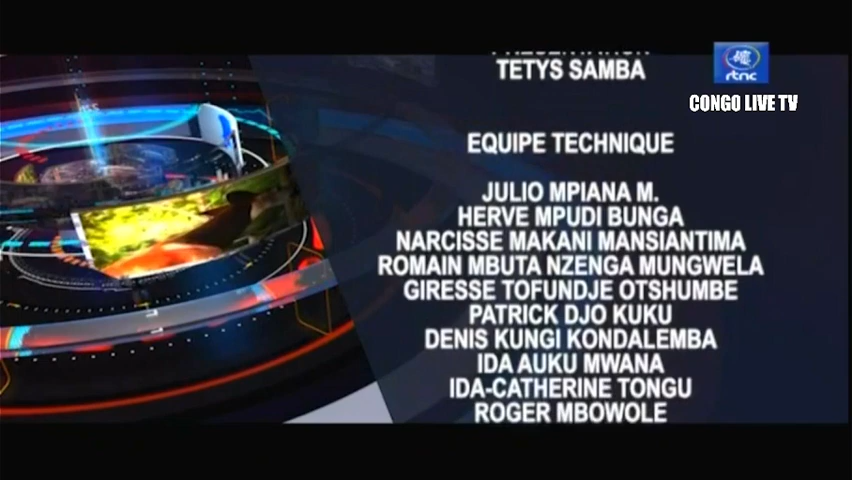 PRESENTATION
TETYS SAMBA
rtnc
CONGO LIVE TV
EQUIPE TECHNIQUE
JULIO MPIANA M.
HERVE MPUDI BUNGA
NARCISSE MAKANI MANSIANTIMA
ROMAIN MBUTA NZENGA MUNGWELA
GIRESSE TOFUNDJE OTSHUMBE
PATRICK DJO KUKU
DENIS KUNGI KONDALEMBA
IDA AUKU MWANA
IDA-CATHERINE TONGU
ROGER MBOWOLE